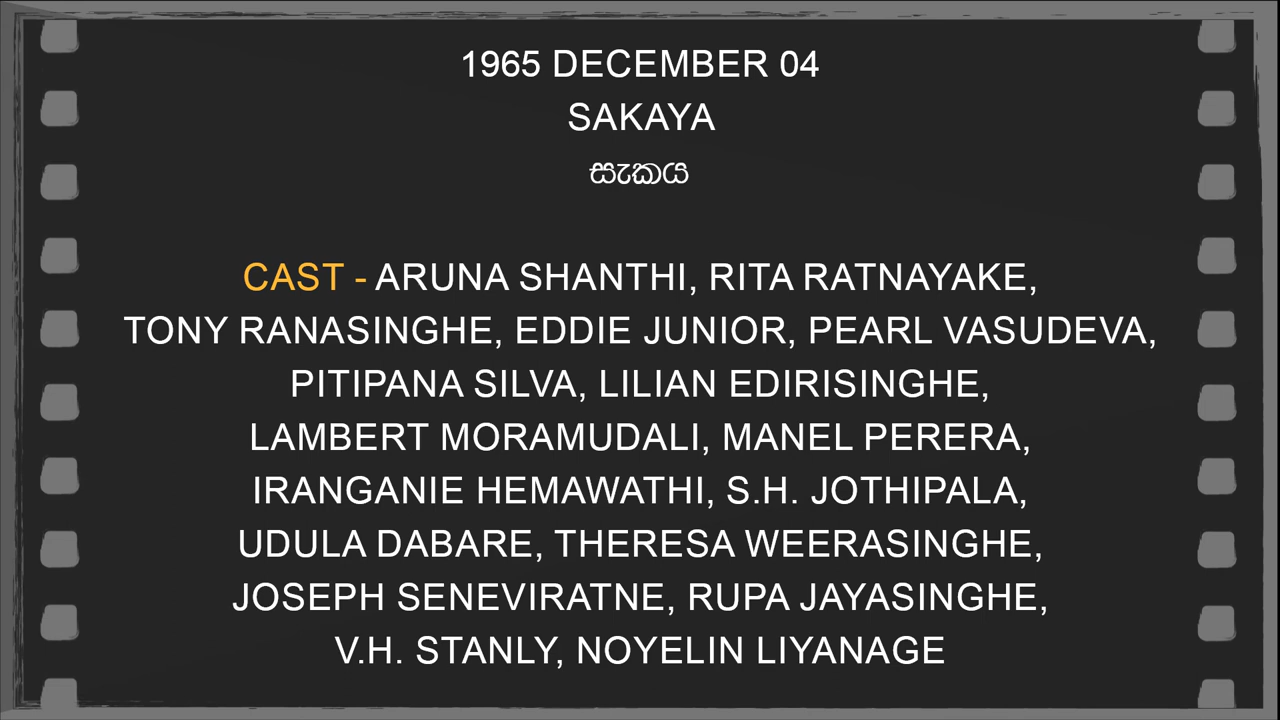 1965 DECEMBER 04
SAKAYA
සැකය
CAST - ARUNA SHANTHI, RITA RATNAYAKE,
TONY RANASINGHE, EDDIE JUNIOR, PEARL VASUDEVA,
PITIPANA SILVA, LILIAN EDIRISINGHE,
LAMBERT MORAMUDALI, MANEL PERERA,
IRANGANIE HEMAWATHI, S.H. JOTHIPALA,
UDULA DABARE, THERESA WEERASINGHE,
JOSEPH SENEVIRATNE, RUPA JAYASINGHE,
V.H. STANLY, NOYELIN LIYANAGE